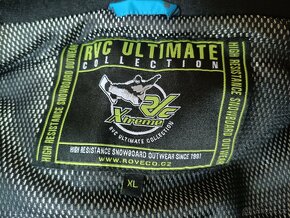 RVC ULTIMATE
COLLECTION
HIGH RESISTANCE SNOWBOARD OUTWEAR
HIGH RESISTANCE SNOWBOARD OUTWEAR
Xtreme
RVC ULTIMATE COLLECTION
HIGH RESISTANCE SNOWBOARD OUTWEAR SINCE 1991
WWW.ROVECO.CZ
XL